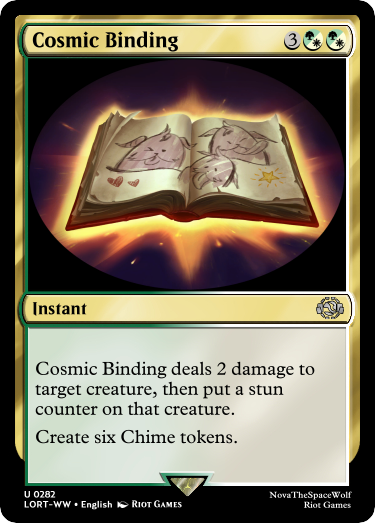 Cosmic Binding 3
Instant
Cosmic Binding deals 2 damage to
target creature, then put a stun
counter on that creature.
Create six Chime tokens.
U 0282
LORT-WW • English Riot Games
NovaTheSpaceWolf
Riot Games